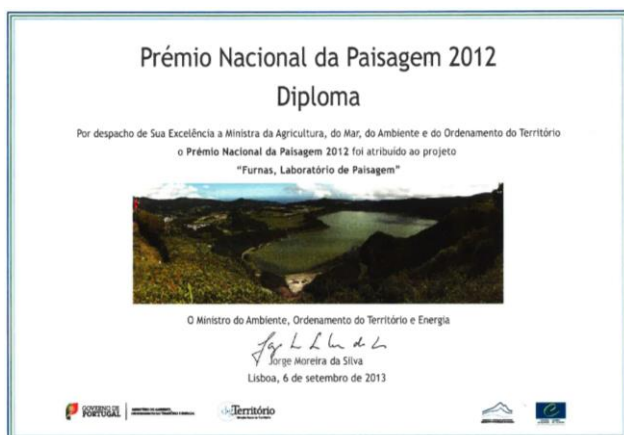 Prémio Nacional da Paisagem 2012
Diploma
Por despacho de Sua Excelência a Ministra da Agricultura, do Mar, do Ambiente e do Ordenamento do Território
o Prémio Nacional da Paisagem 2012 foi atribuído ao projeto
“Furnas, Laboratório de Paisagem”
O Ministro do Ambiente, Ordenamento do Território e Energia
Jorge Moreira da Silva
Lisboa, 6 de setembro de 2013
GOVERNO DE
PORTUGAL
Território